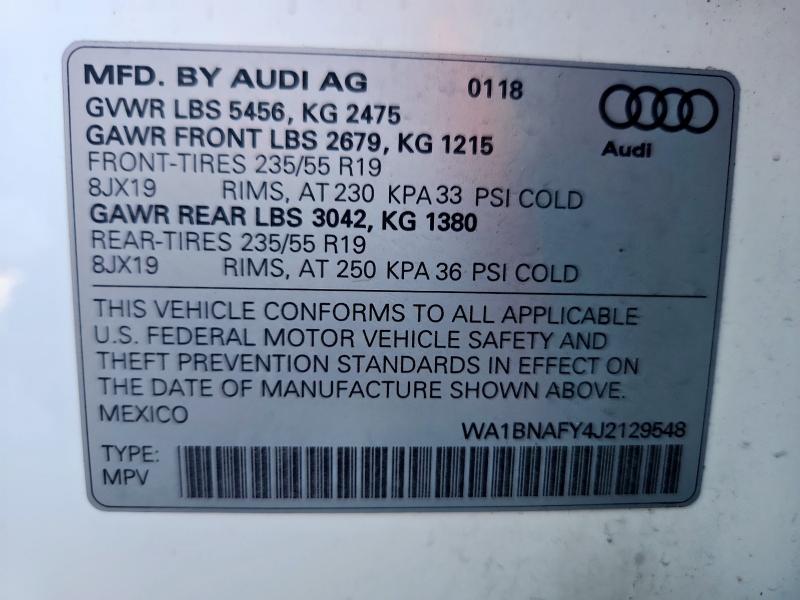 MFD. BY AUDI AG 0118
GVWR LBS 5456, KG 2475
GAWR FRONT LBS 2679, KG 1215
Audi
FRONT-TIRES 235/55 R19
8JX19 RIMS, AT 230 KPA 33 PSI COLD
GAWR REAR LBS 3042, KG 1380
REAR-TIRES 235/55 R19
8JX19 RIMS, AT 250 KPA 36 PSI COLD
THIS VEHICLE CONFORMS TO ALL APPLICABLE
U.S. FEDERAL MOTOR VEHICLE SAFETY AND
THEFT PREVENTION STANDARDS IN EFFECT ON
THE DATE OF MANUFACTURE SHOWN ABOVE.
MEXICO
WA1BNAFY4J2129548
TYPE:
MPV